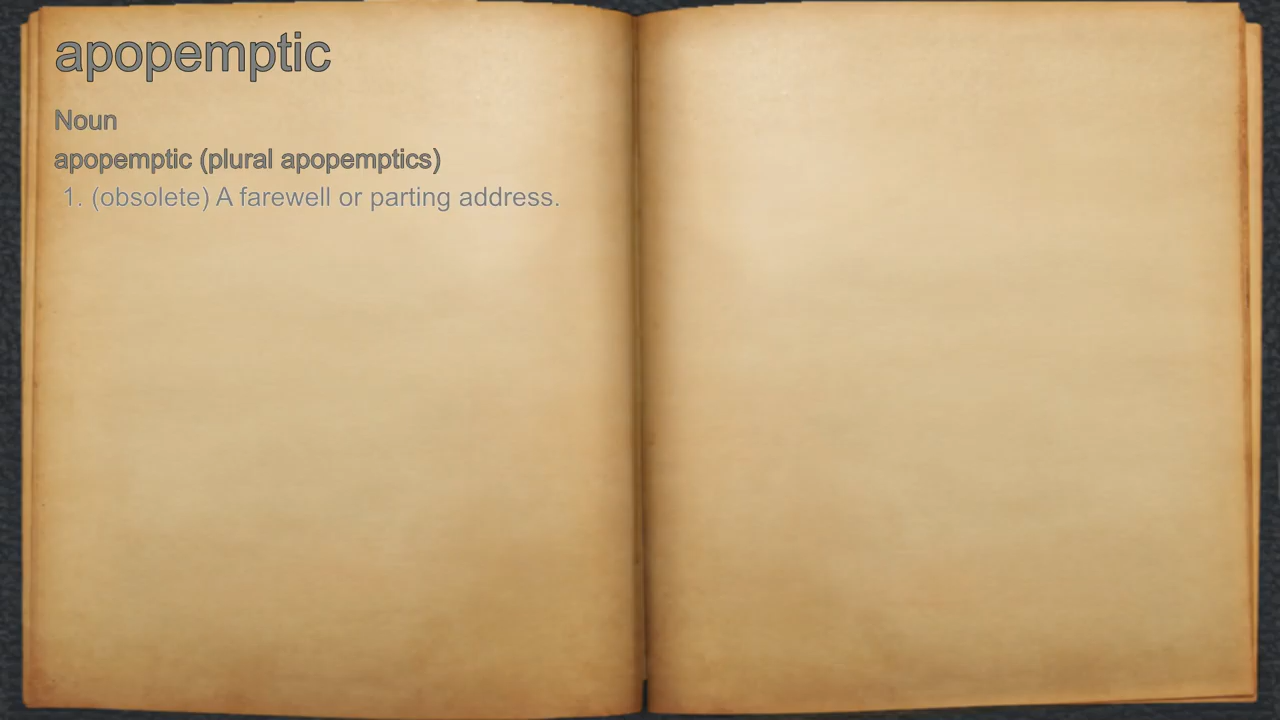 apopemptic
Noun
apopemptic (plural apopemptics)
1. (obsolete) A farewell or parting address.